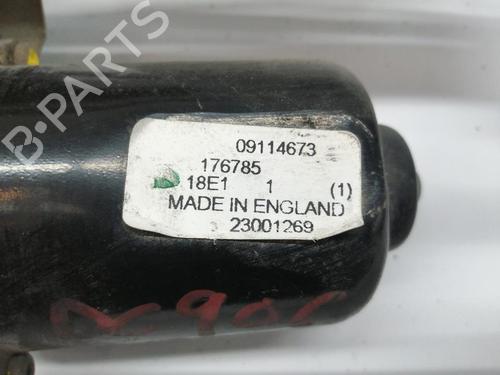 B-PARTS
09114673
176785
18E1 1 (1)
MADE IN ENGLAND
23001269